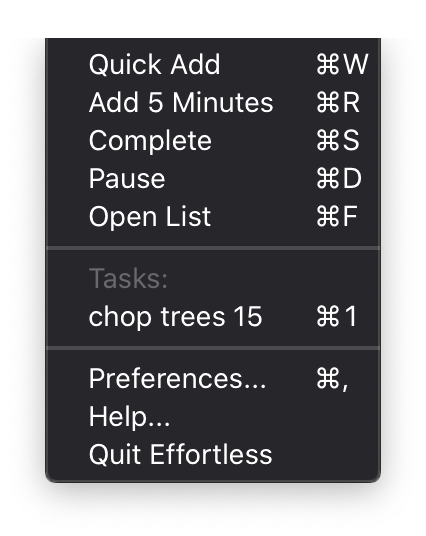 Quick Add ⌘W
Add 5 Minutes ⌘R
Complete ⌘S
Pause ⌘D
Open List ⌘F
Tasks:
chop trees 15 ⌘1
Preferences... ⌘,
Help...
Quit Effortless